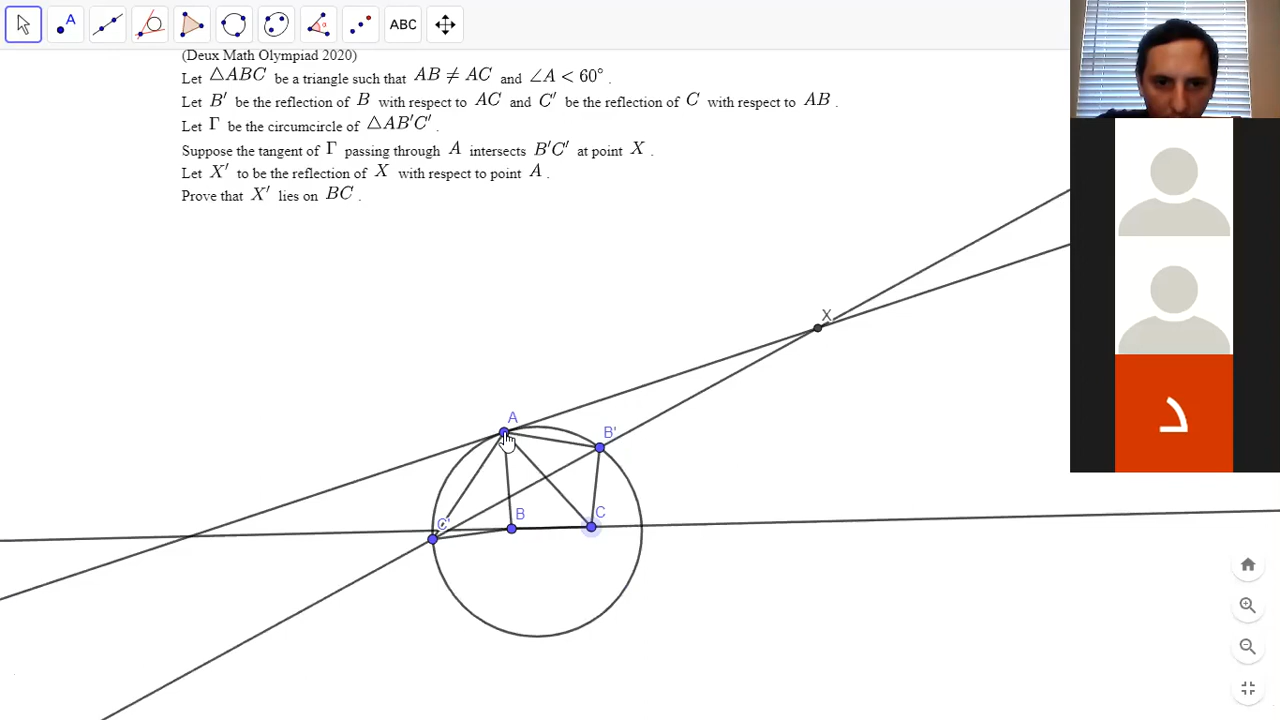 ABC
(Deux Math Olympiad 2020)
Let △ABC be a triangle such that AB ≠ AC and ∠A < 60° .
Let B′ be the reflection of B with respect to AC and C′ be the reflection of C with respect to AB .
Let Γ be the circumcircle of △AB′C′ .
Suppose the tangent of Γ passing through A intersects B′C′ at point X .
Let X′ to be the reflection of X with respect to point A .
Prove that X′ lies on BC .
X
A
B'
C'
B
C
A
כ